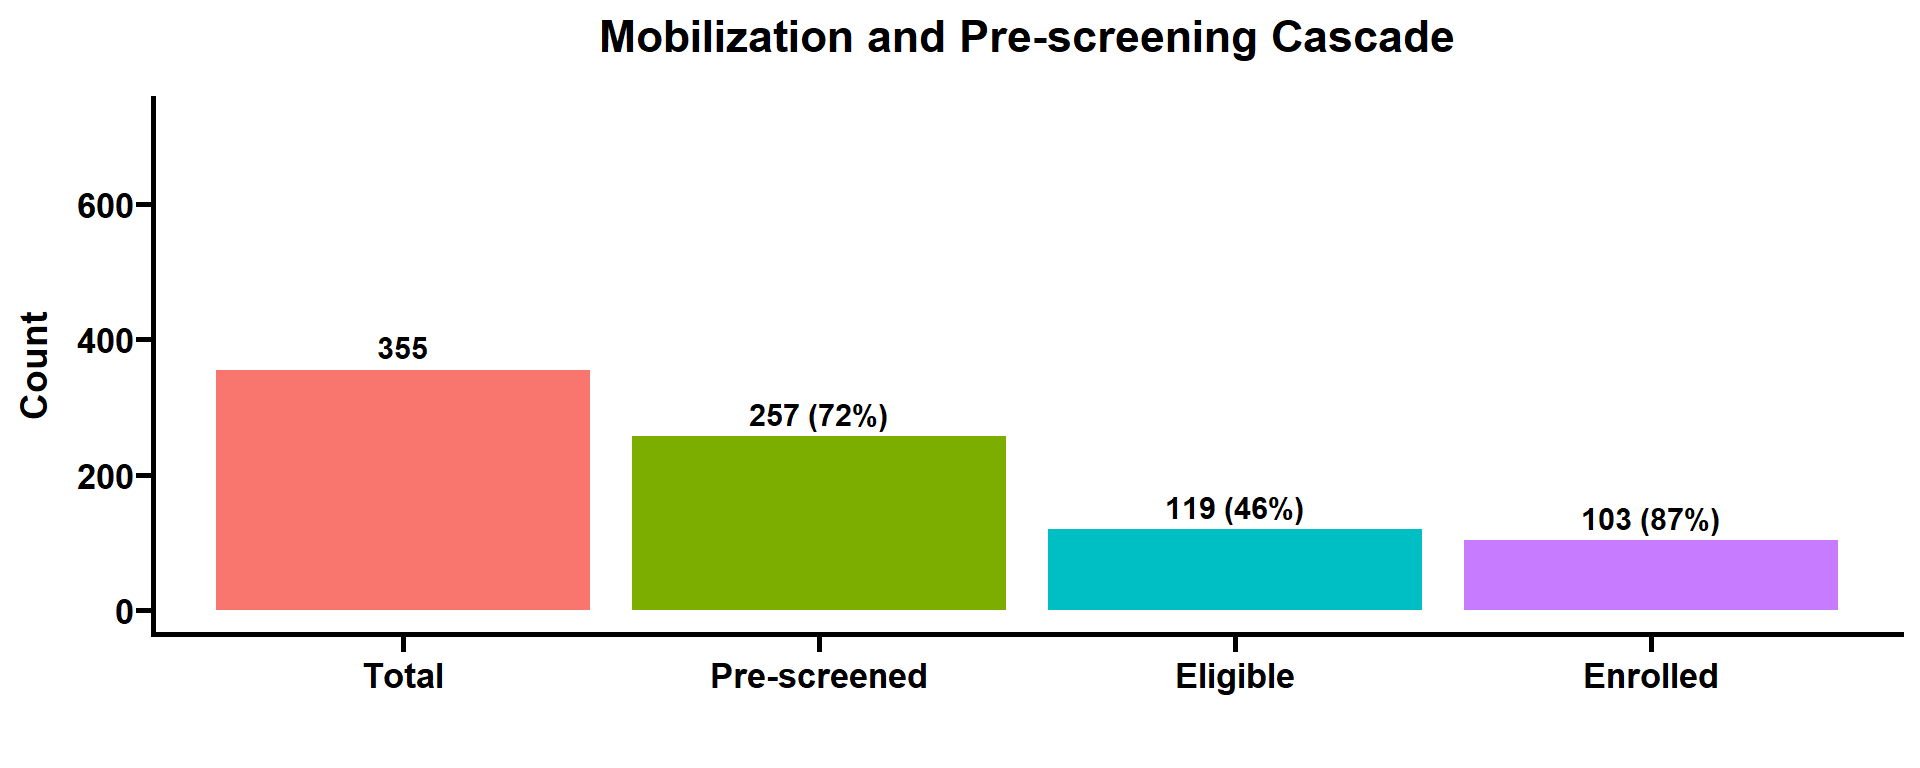 Mobilization and Pre-screening Cascade
Count
600
400
200
0
355
257 (72%)
119 (46%)
103 (87%)
Total
Pre-screened
Eligible
Enrolled